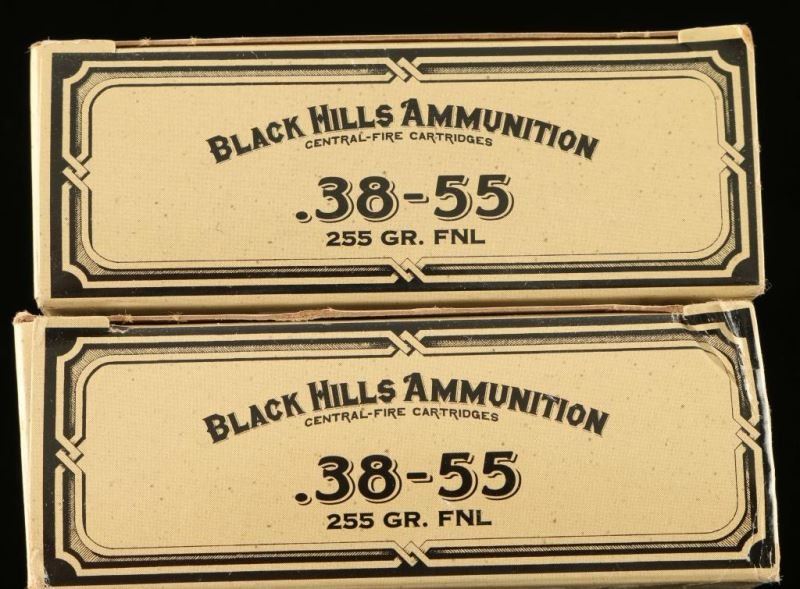 BLACK HILLS AMMUNITION
CENTRAL-FIRE CARTRIDGES
.38-55
255 GR. FNL
BLACK HILLS AMMUNITION
CENTRAL-FIRE CARTRIDGES
.38-55
255 GR. FNL